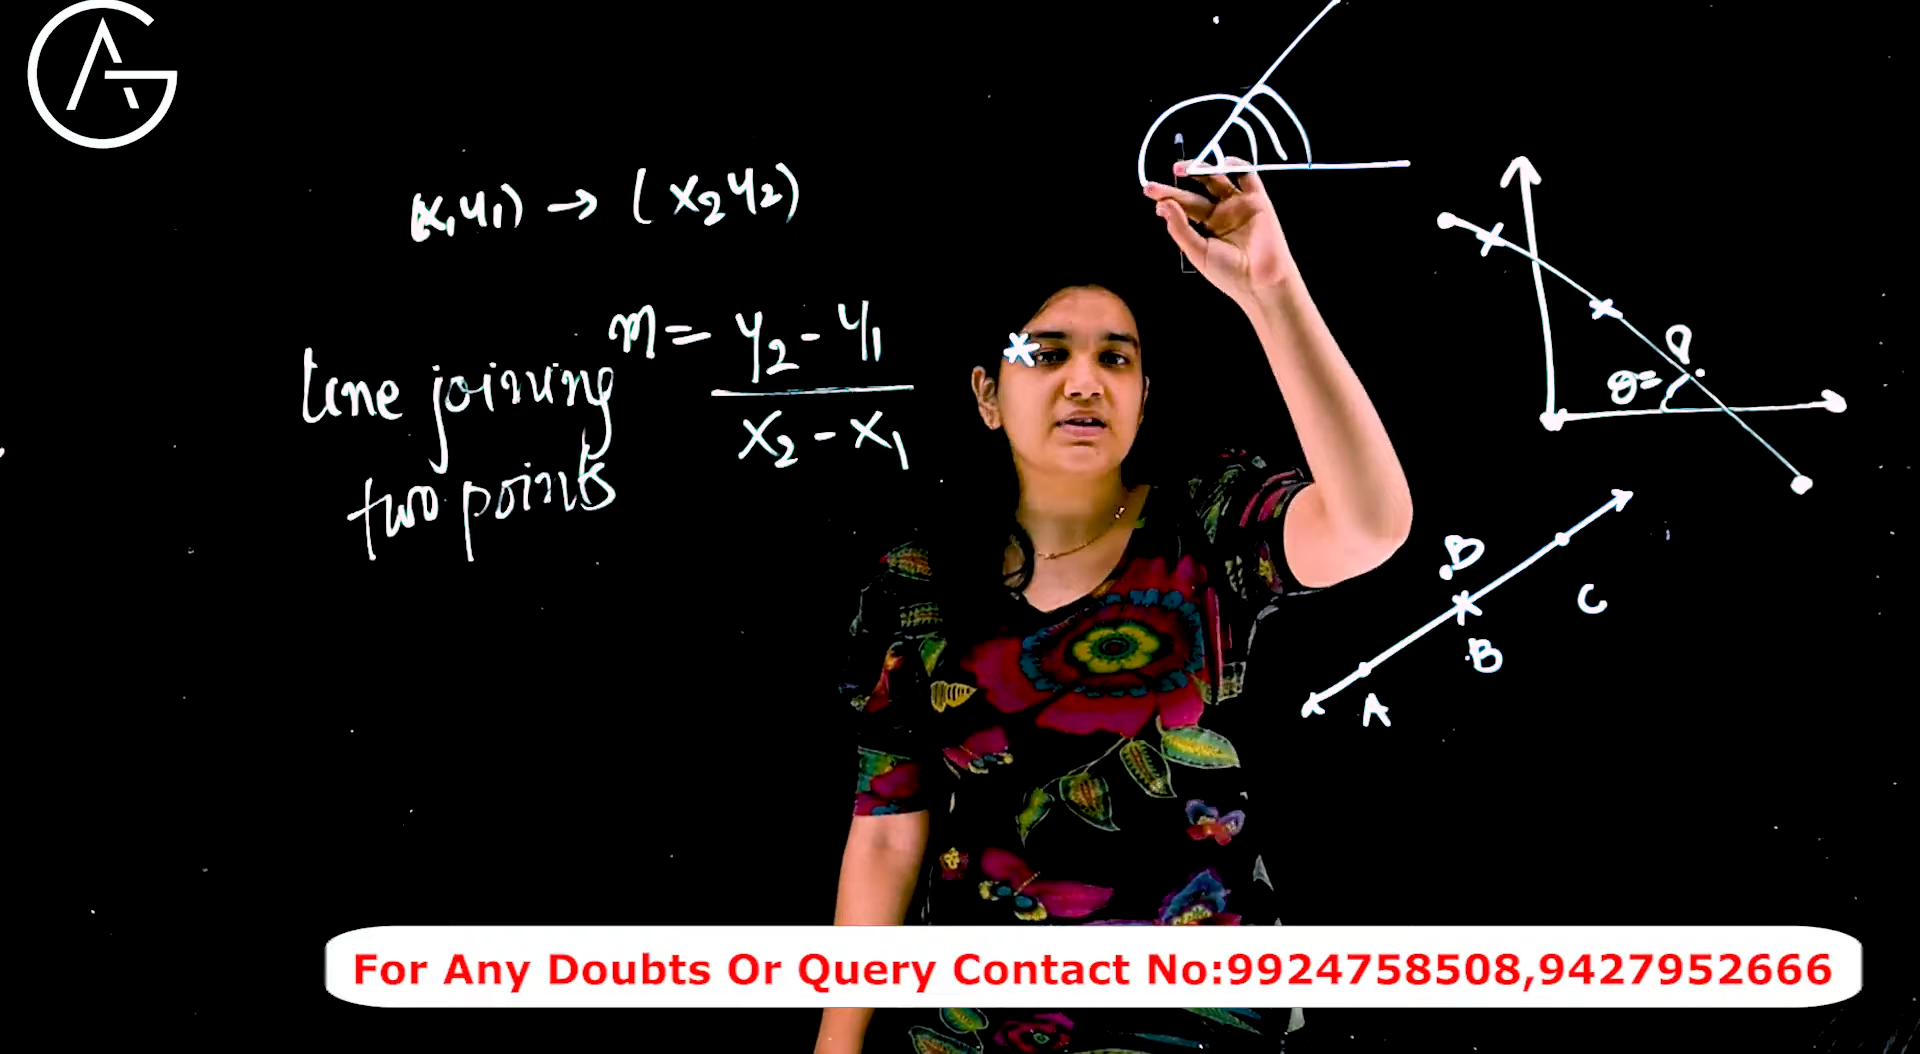 AG
(x₁y₁) → (x₂y₂)
m = y₂ - y₁
x₂ - x₁
line joining
two points
θ=
D
B
C
A
For Any Doubts Or Query Contact No:9924758508,9427952666